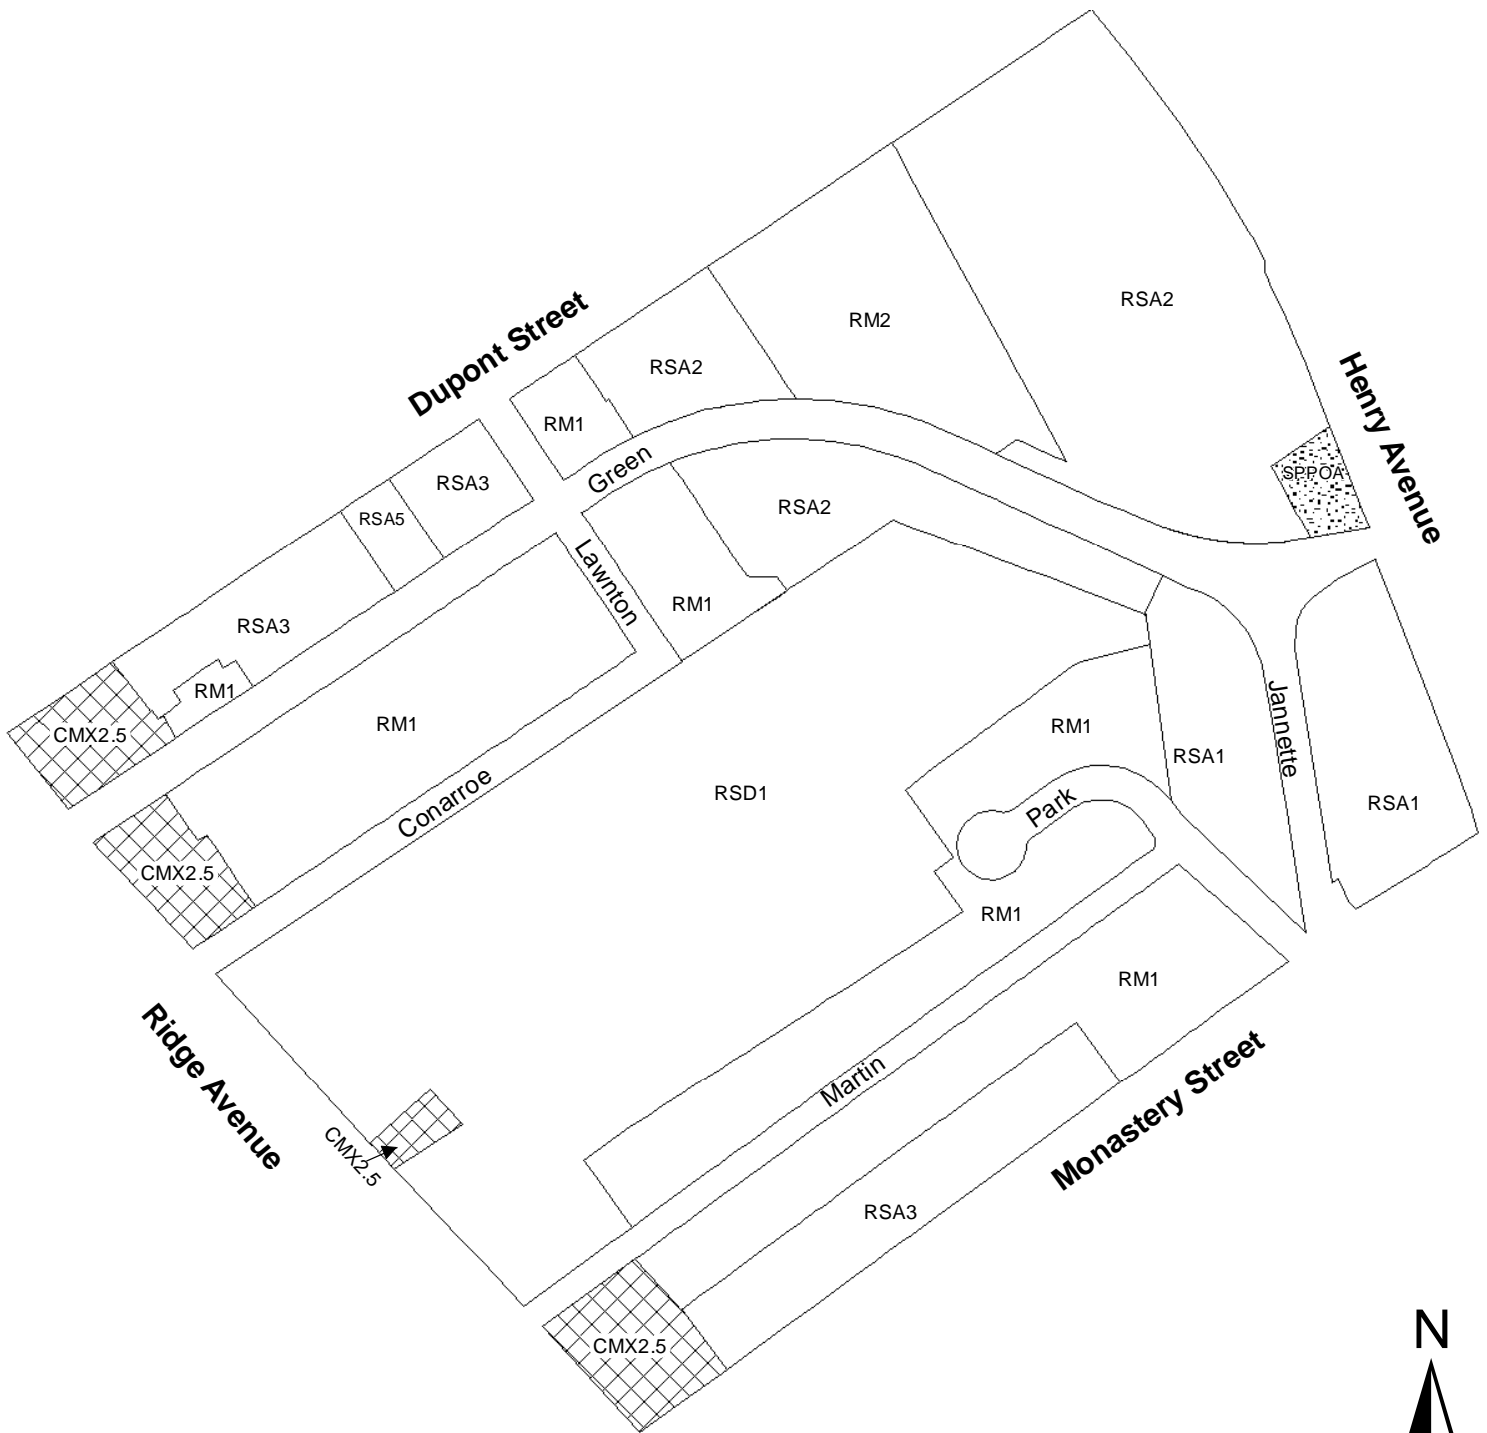 RSA2
RM2
Dupont Street
RSA2
Henry Avenue
RM1
Green
SPPOA
RSA3
RSA5
RSA2
Lawnton
RM1
RSA3
RM1
CMX2.5
RM1
Jannette
RM1
RSA1
RSD1
Park
RSA1
Conarroe
CMX2.5
RM1
RM1
Ridge Avenue
Martin
Monastery Street
CMX2.5
RSA3
CMX2.5
N